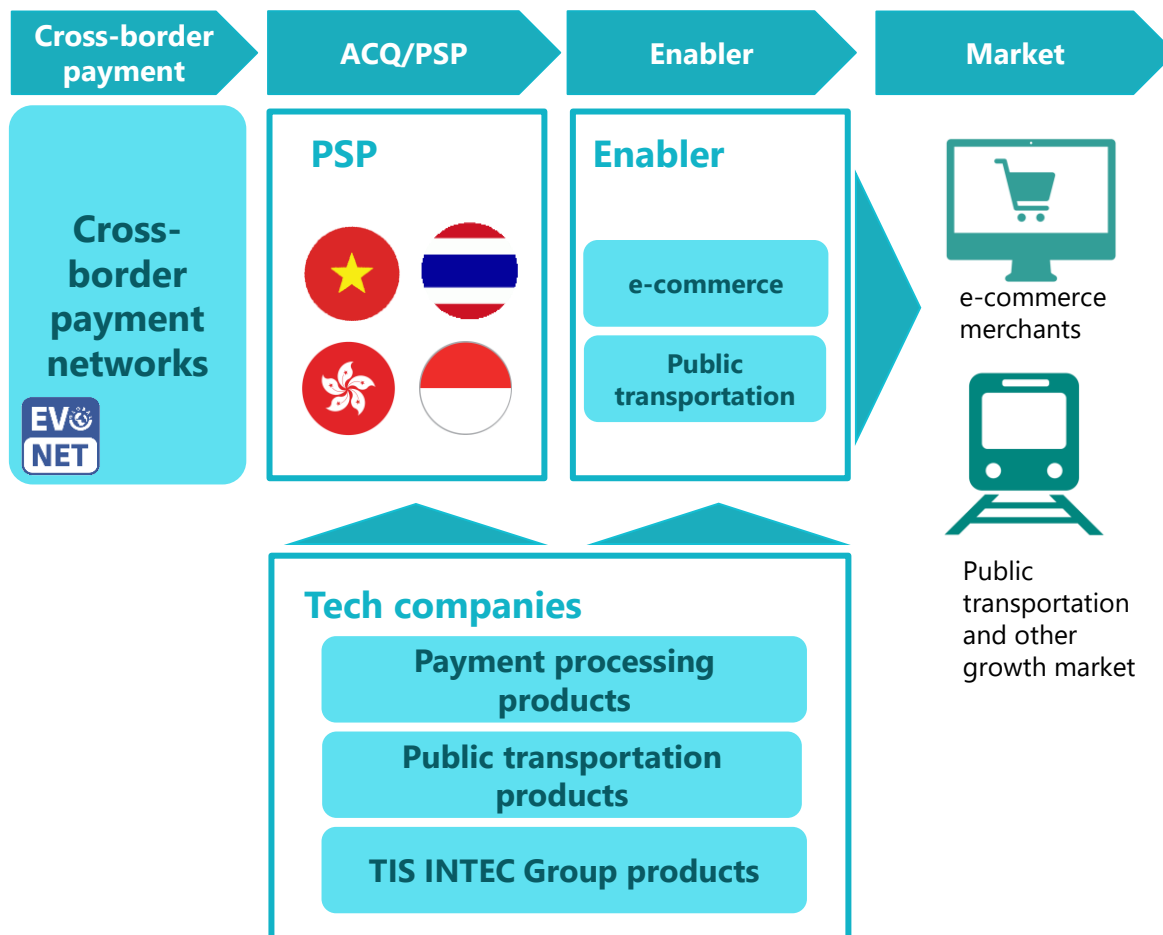 Cross-border
payment
ACQ/PSP
Enabler
Market
Cross-
border
payment
networks
EVO
NET
PSP
Enabler
e-commerce
Public
transportation
e-commerce
merchants
Public
transportation
and other
growth market
Tech companies
Payment processing
products
Public transportation
products
TIS INTEC Group products